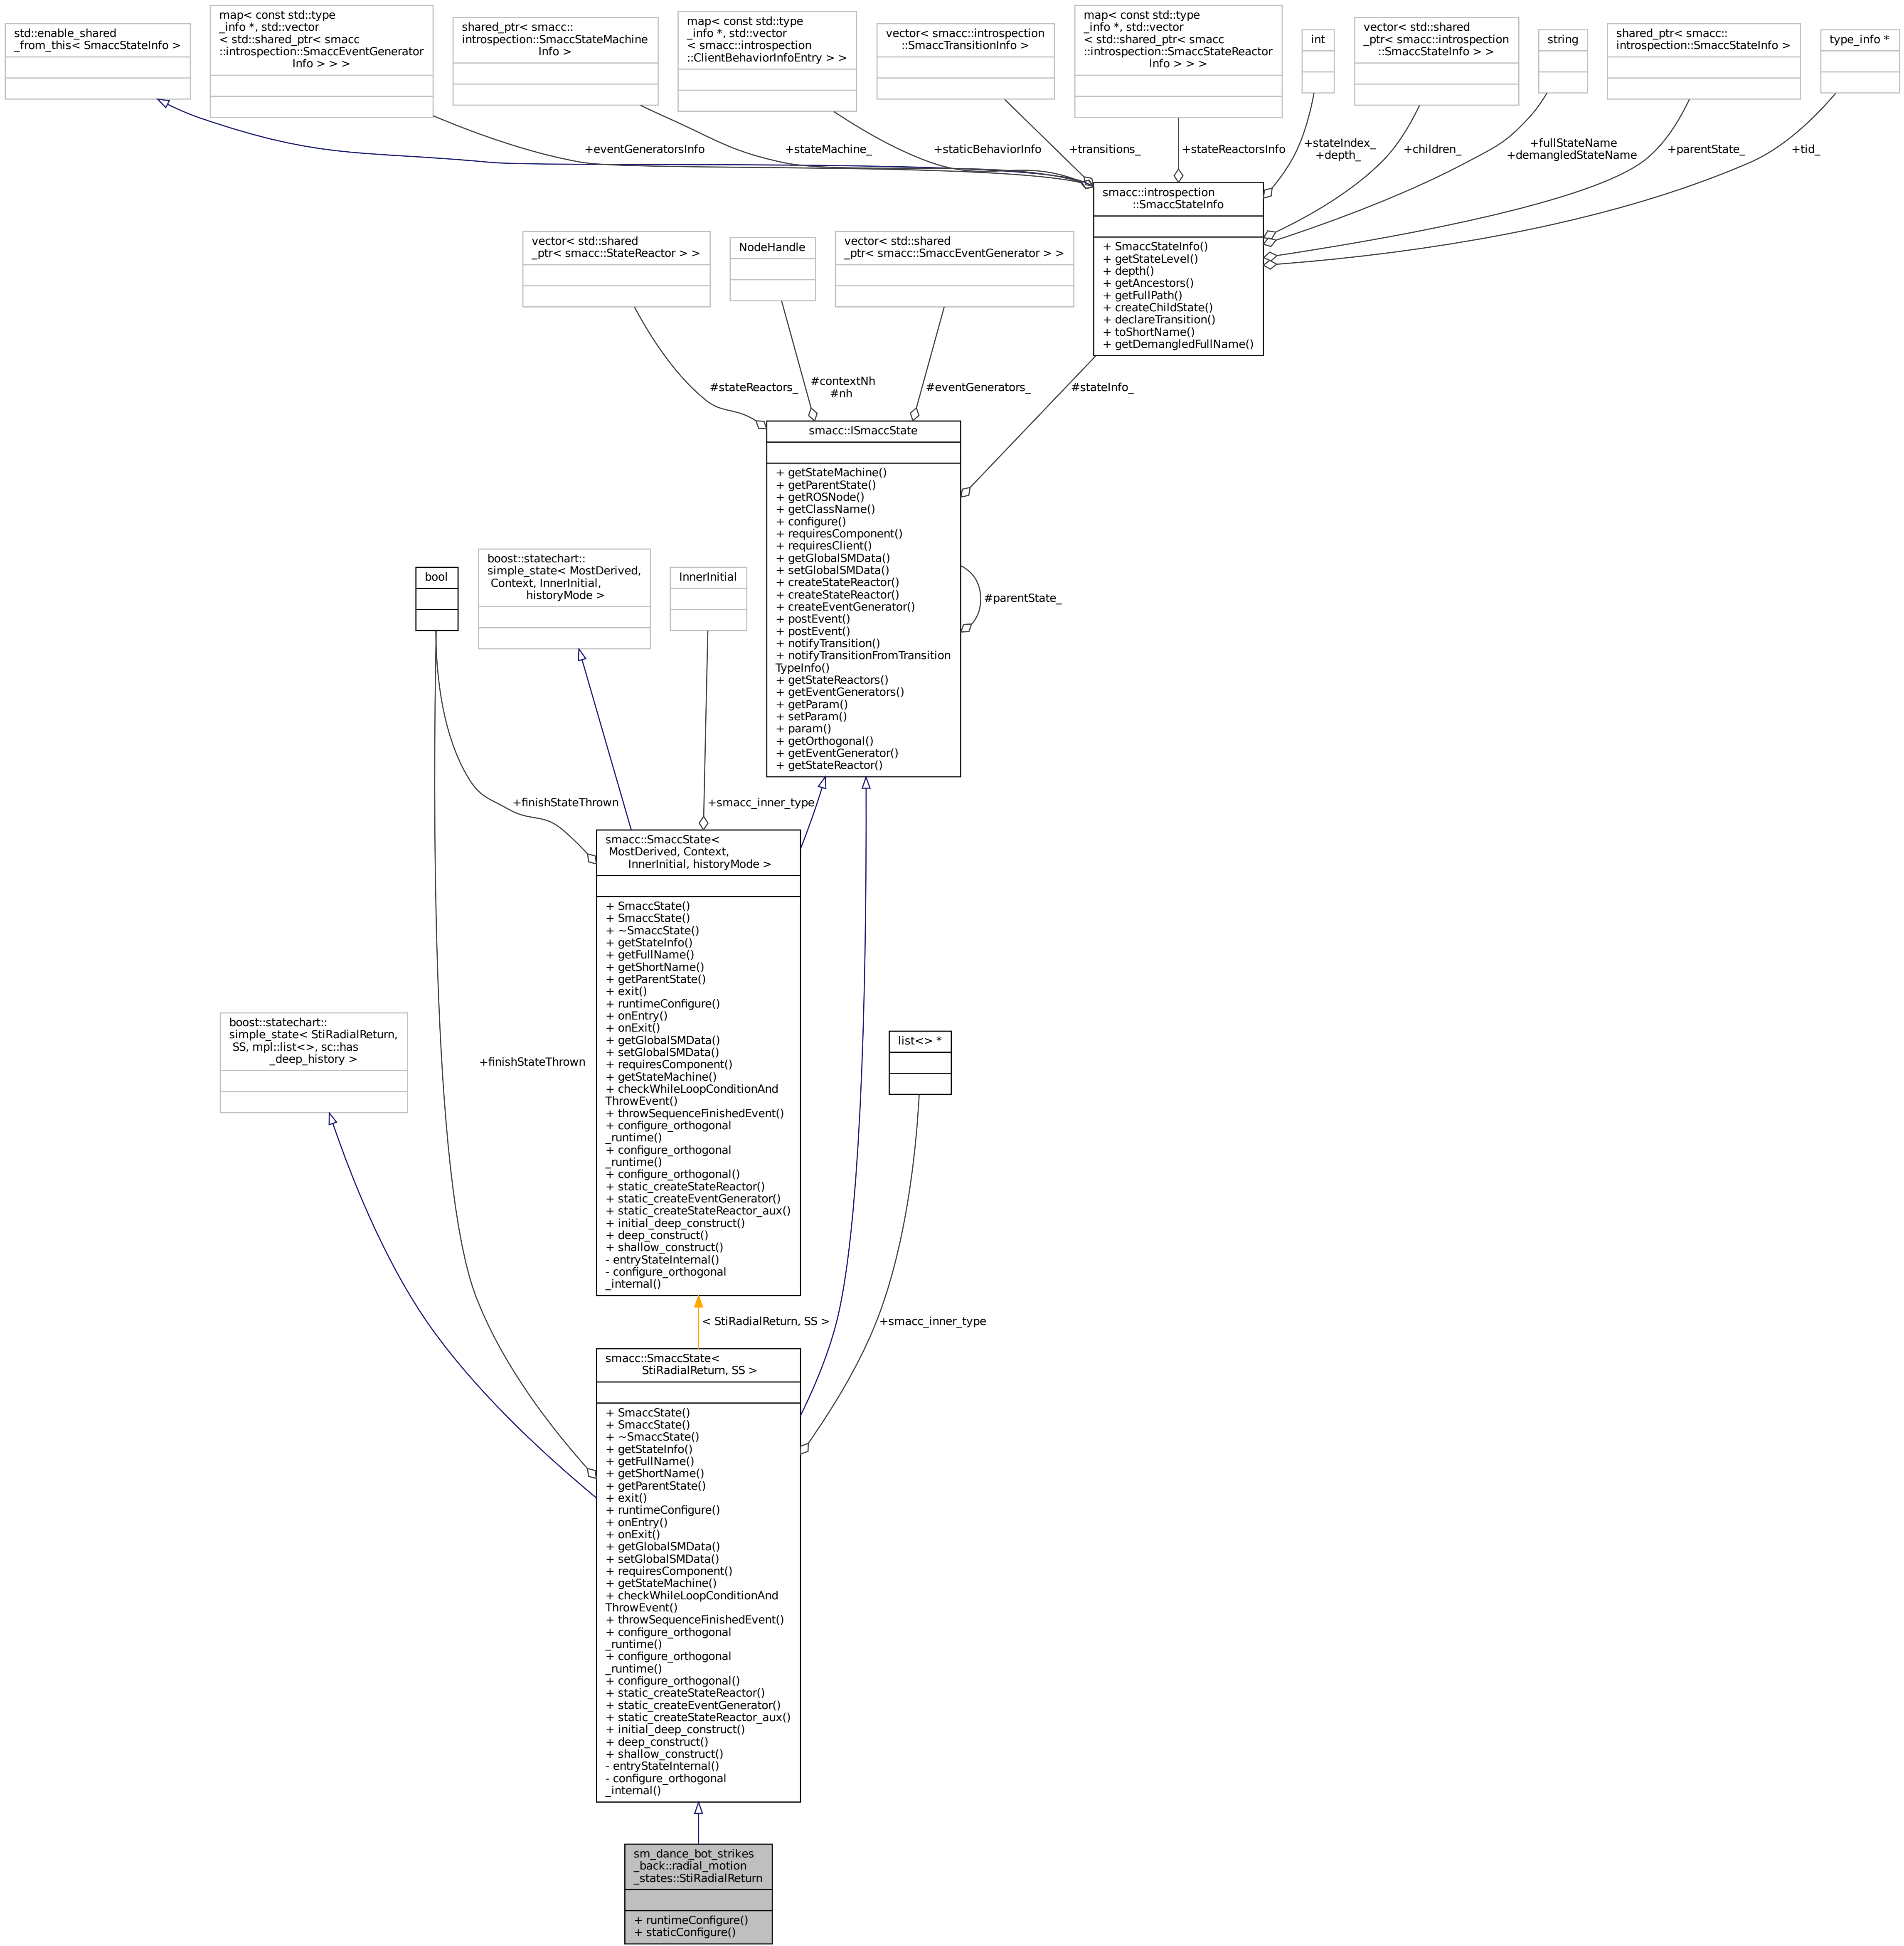 std::enable_shared
_from_this< SmaccStateInfo >
map< const std::type
_info *, std::vector
< std::shared_ptr< smacc
::introspection::SmaccEventGenerator
Info > > >
shared_ptr< smacc::
introspection::SmaccStateMachine
Info >
map< const std::type
_info *, std::vector
< smacc::introspection
::ClientBehaviorInfoEntry > >
vector< smacc::introspection
::SmaccTransitionInfo >
map< const std::type
_info *, std::vector
< std::shared_ptr< smacc
::introspection::SmaccStateReactor
Info > > >
int
vector< std::shared
_ptr< smacc::introspection
::SmaccStateInfo > >
string
shared_ptr< smacc::
introspection::SmaccStateInfo >
type_info *
+eventGeneratorsInfo
+stateMachine_
+staticBehaviorInfo
+transitions_
+stateReactorsInfo
+stateIndex_
+depth_
+children_
+fullStateName
+demangledStateName
+parentState_
+tid_
smacc::introspection
::SmaccStateInfo
+ SmaccStateInfo()
+ getStateLevel()
+ depth()
+ getAncestors()
+ getFullPath()
+ createChildState()
+ declareTransition()
+ toShortName()
+ getDemangledFullName()
vector< std::shared
_ptr< smacc::StateReactor > >
NodeHandle
vector< std::shared
_ptr< smacc::SmaccEventGenerator > >
#stateReactors_
#contextNh
#nh
#eventGenerators_
#stateInfo_
smacc::ISmaccState
+ getStateMachine()
+ getParentState()
+ getROSNode()
+ getClassName()
+ configure()
+ requiresComponent()
+ requiresClient()
+ getGlobalSMData()
+ setGlobalSMData()
+ createStateReactor()
+ createStateReactor()
+ createEventGenerator()
+ postEvent()
+ postEvent()
+ notifyTransition()
+ notifyTransitionFromTransition
TypeInfo()
+ getStateReactors()
+ getEventGenerators()
+ getParam()
+ setParam()
+ param()
+ getOrthogonal()
+ getEventGenerator()
+ getStateReactor()
#parentState_
bool
boost::statechart::
simple_state< MostDerived,
Context, InnerInitial,
historyMode >
InnerInitial
+finishStateThrown
+smacc_inner_type
smacc::SmaccState<
MostDerived, Context,
InnerInitial, historyMode >
+ SmaccState()
+ SmaccState()
+ ~SmaccState()
+ getStateInfo()
+ getFullName()
+ getShortName()
+ getParentState()
+ exit()
+ runtimeConfigure()
+ onEntry()
+ onExit()
+ getGlobalSMData()
+ setGlobalSMData()
+ requiresComponent()
+ getStateMachine()
+ checkWhileLoopConditionAnd
ThrowEvent()
+ throwSequenceFinishedEvent()
+ configure_orthogonal
_runtime()
+ configure_orthogonal
_runtime()
+ configure_orthogonal()
+ static_createStateReactor()
+ static_createEventGenerator()
+ static_createStateReactor_aux()
+ initial_deep_construct()
+ deep_construct()
+ shallow_construct()
- entryStateInternal()
- configure_orthogonal
_internal()
boost::statechart::
simple_state< StiRadialReturn,
SS, mpl::list<>, sc::has
_deep_history >
+finishStateThrown
list<> *
< StiRadialReturn, SS >
+smacc_inner_type
smacc::SmaccState<
StiRadialReturn, SS >
+ SmaccState()
+ SmaccState()
+ ~SmaccState()
+ getStateInfo()
+ getFullName()
+ getShortName()
+ getParentState()
+ exit()
+ runtimeConfigure()
+ onEntry()
+ onExit()
+ getGlobalSMData()
+ setGlobalSMData()
+ requiresComponent()
+ getStateMachine()
+ checkWhileLoopConditionAnd
ThrowEvent()
+ throwSequenceFinishedEvent()
+ configure_orthogonal
_runtime()
+ configure_orthogonal
_runtime()
+ configure_orthogonal()
+ static_createStateReactor()
+ static_createEventGenerator()
+ static_createStateReactor_aux()
+ initial_deep_construct()
+ deep_construct()
+ shallow_construct()
- entryStateInternal()
- configure_orthogonal
_internal()
sm_dance_bot_strikes
_back::radial_motion
_states::StiRadialReturn
+ runtimeConfigure()
+ staticConfigure()